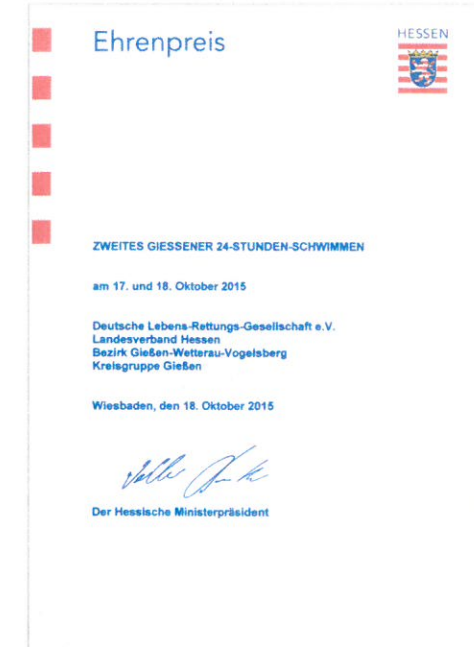 Ehrenpreis
HESSEN
ZWEITES GIESSENER 24-STUNDEN-SCHWIMMEN
am 17. und 18. Oktober 2015
Deutsche Lebens-Rettungs-Gesellschaft e.V.
Landesverband Hessen
Bezirk Gießen-Wetterau-Vogelsberg
Kreisgruppe Gießen
Wiesbaden, den 18. Oktober 2015
Der Hessische Ministerpräsident